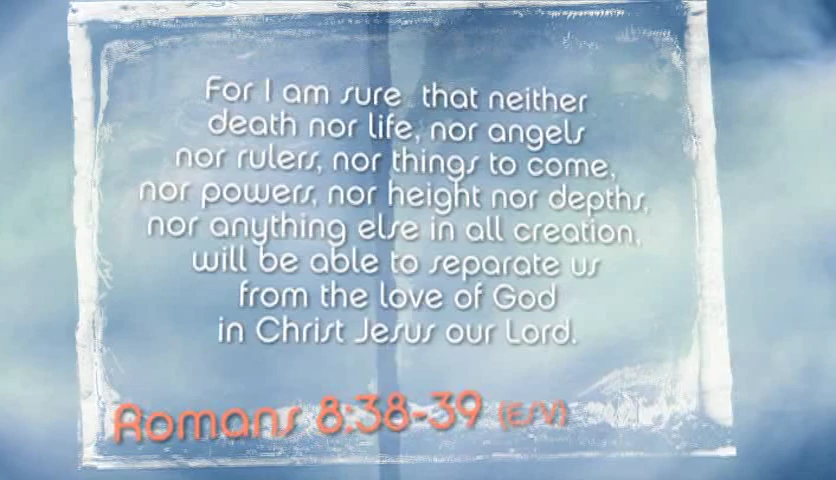 For I am sure that neither
death nor life, nor angels
nor rulers, nor things to come,
nor powers, nor height nor depths,
nor anything else in all creation,
will be able to separate us
from the love of God
in Christ Jesus our Lord.
Romans 8:38-39 (ESV)